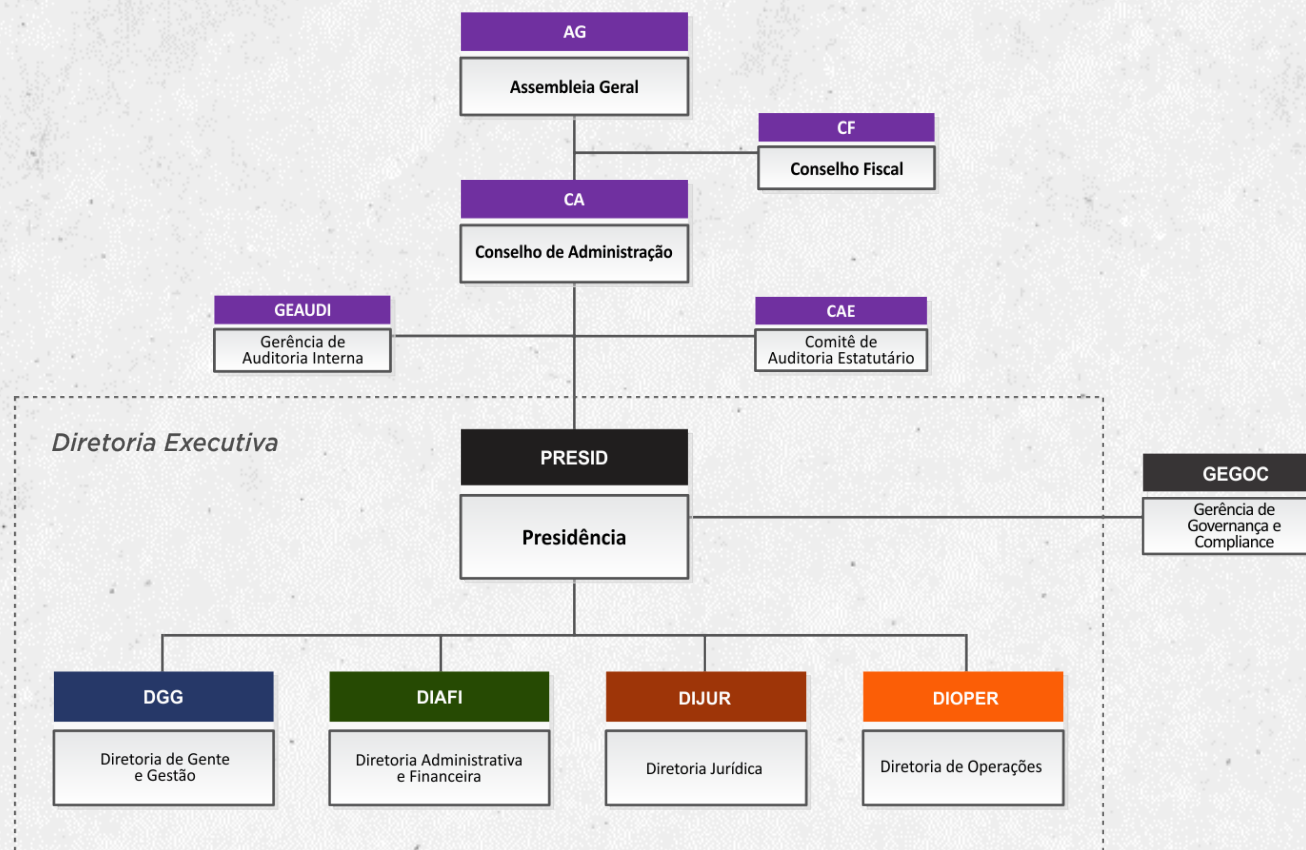 AG
Assembleia Geral
CF
Conselho Fiscal
CA
Conselho de Administração
GEAUDI
Gerência de
Auditoria Interna
CAE
Comitê de
Auditoria Estatutário
Diretoria Executiva
PRESID
Presidência
GEGOC
Gerência de
Governança e
Compliance
DGG
Diretoria de Gente
e Gestão
DIAFI
Diretoria Administrativa
e Financeira
DIJUR
Diretoria Jurídica
DIOPER
Diretoria de Operações